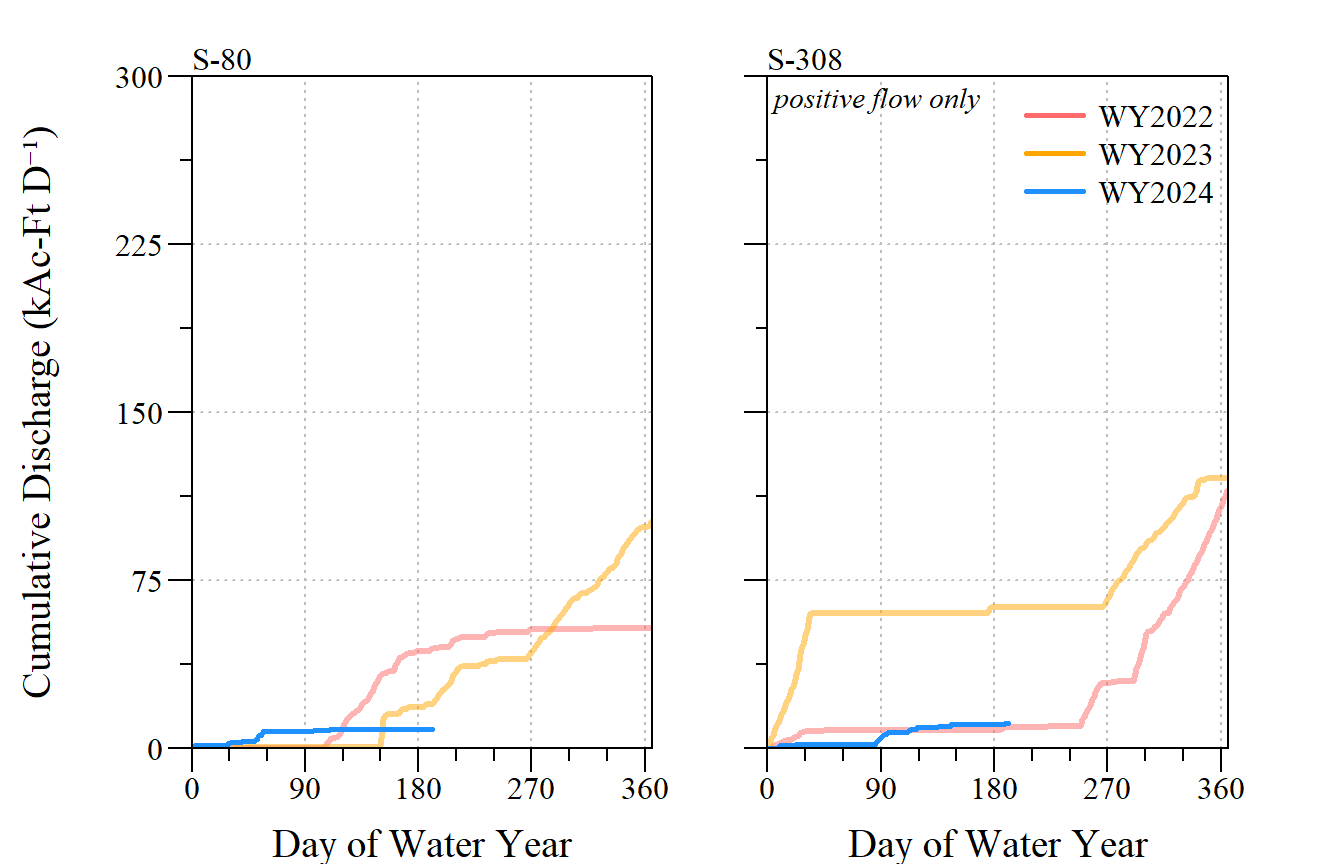 S-80
S-308
positive flow only
WY2022
WY2023
WY2024
Cumulative Discharge (kAc-Ft D⁻¹)
300
225
150
75
0
0 90 180 270 360
0 90 180 270 360
Day of Water Year
Day of Water Year